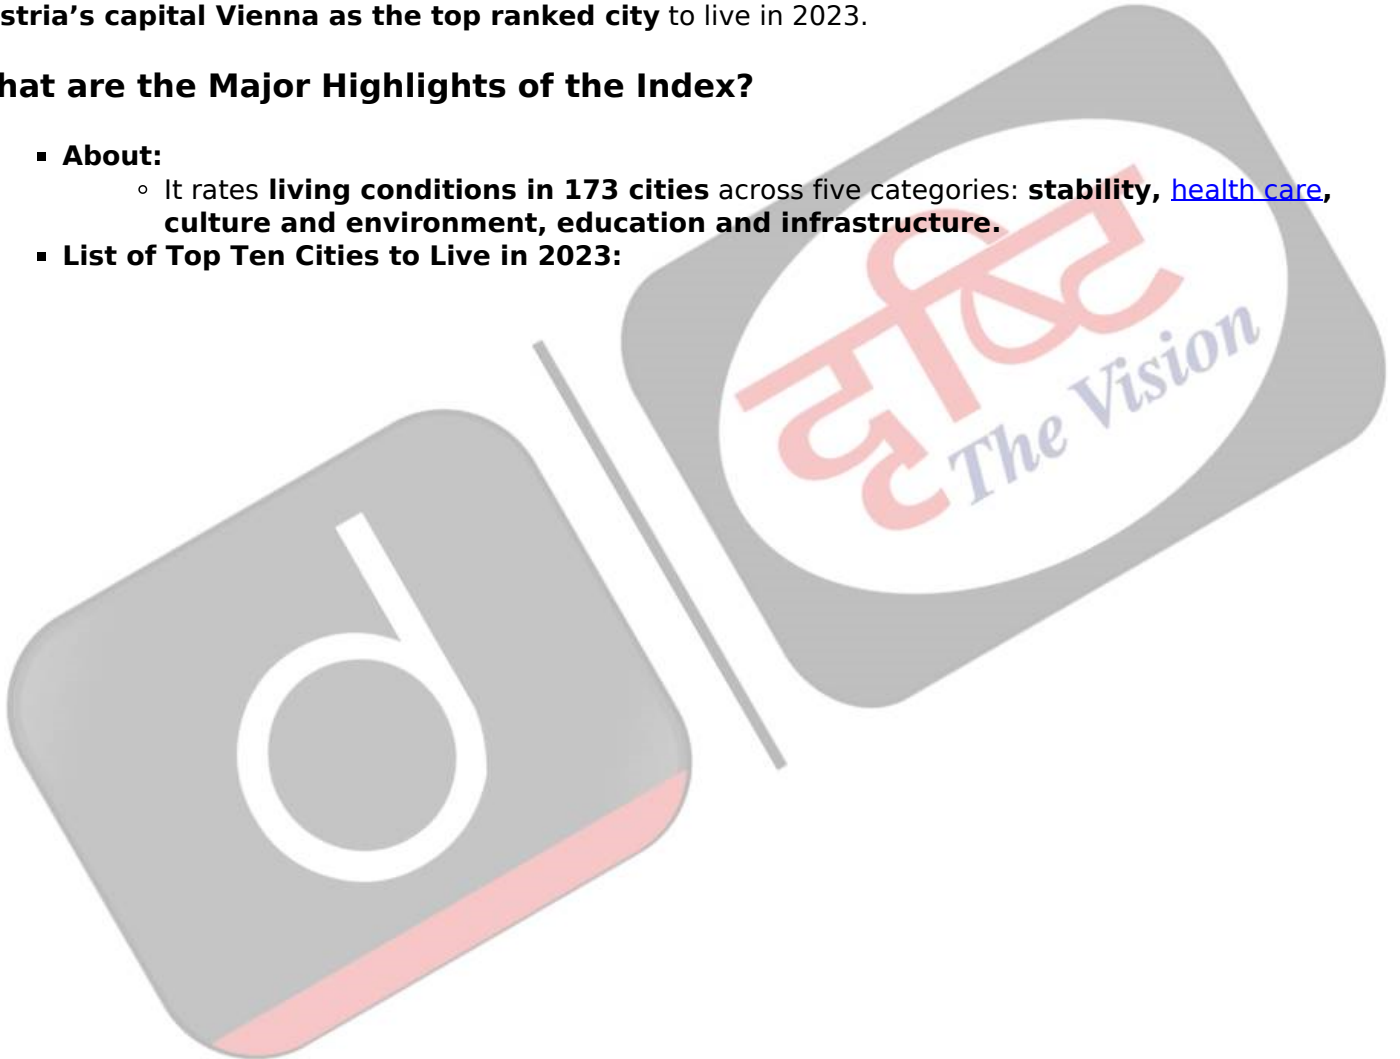 stria’s capital Vienna as the top ranked city to live in 2023.
hat are the Major Highlights of the Index?
▪ About:
◦ It rates living conditions in 173 cities across five categories: stability, health care,
culture and environment, education and infrastructure.
▪ List of Top Ten Cities to Live in 2023:
दृष्टि
The Vision
d